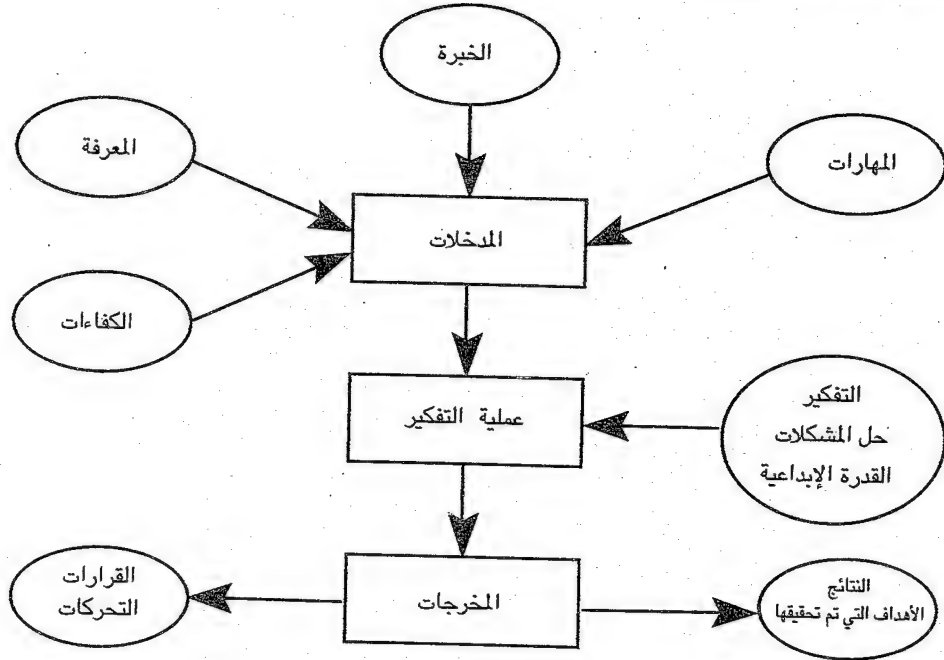 الخبرة
المعرفة
المهارات
المدخلات
الكفاءات
عملية التفكير
التفكير
حل المشكلات
القدرة الإبداعية
المخرجات
القرارات
التحركات
النتائج
الأهداف التي تم تحقيقها